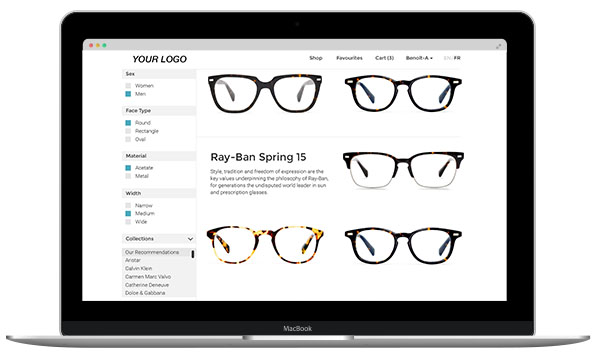 YOUR LOGO
Shop Favourites Cart (3) Benoît-A EN FR
Sex
Women
Men
Face Type
Round
Rectangle
Oval
Material
Acetate
Metal
Width
Narrow
Medium
Wide
Collections
Our Recommendations
Aristar
Calvin Klein
Carmen Marc Valvo
Catherine Deneuve
Dolce & Gabbana
Ray-Ban Spring 15
Style, tradition and freedom of expression are the
key values underpinning the philosophy of Ray-Ban,
for generations the undisputed world leader in sun
and prescription glasses
MacBook